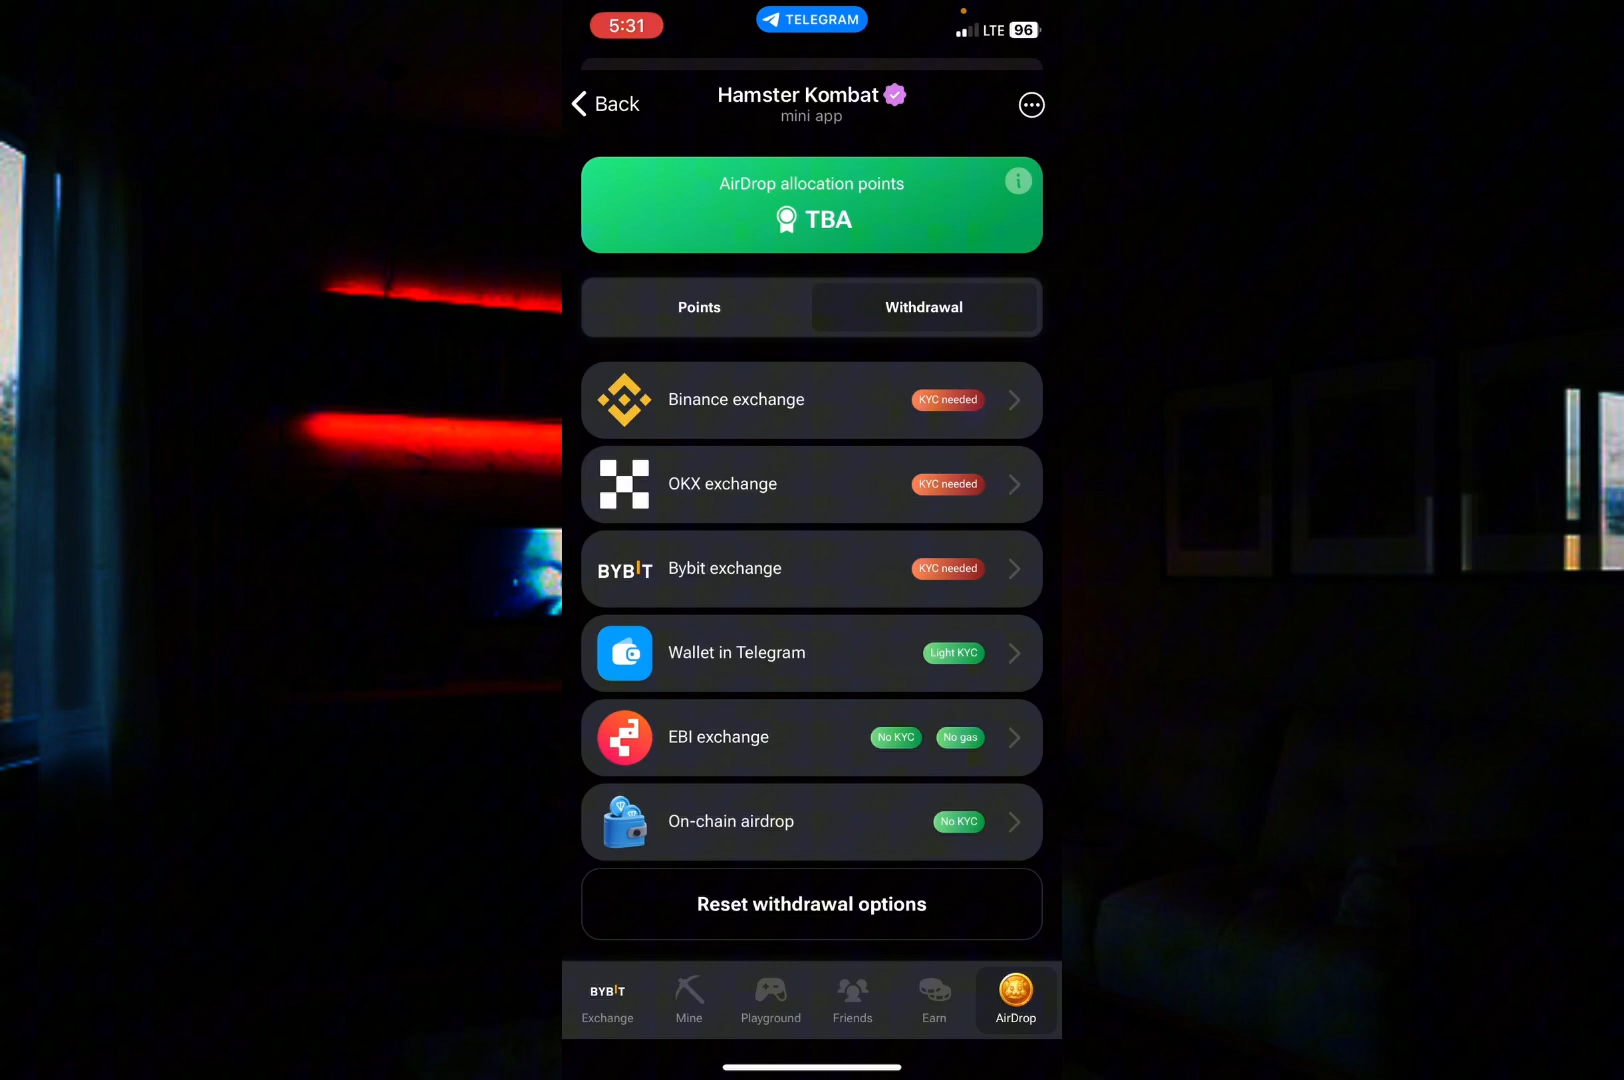 5:31
TELEGRAM
LTE 96
Back
Hamster Kombat
mini app
AirDrop allocation points
TBA
Points
Withdrawal
Binance exchange
KYC needed
OKX exchange
KYC needed
BYBIT
Bybit exchange
KYC needed
Wallet in Telegram
Light KYC
EBI exchange
No KYC
No gas
On-chain airdrop
No KYC
Reset withdrawal options
BYBIT
Exchange
Mine
Playground
Friends
Earn
AirDrop